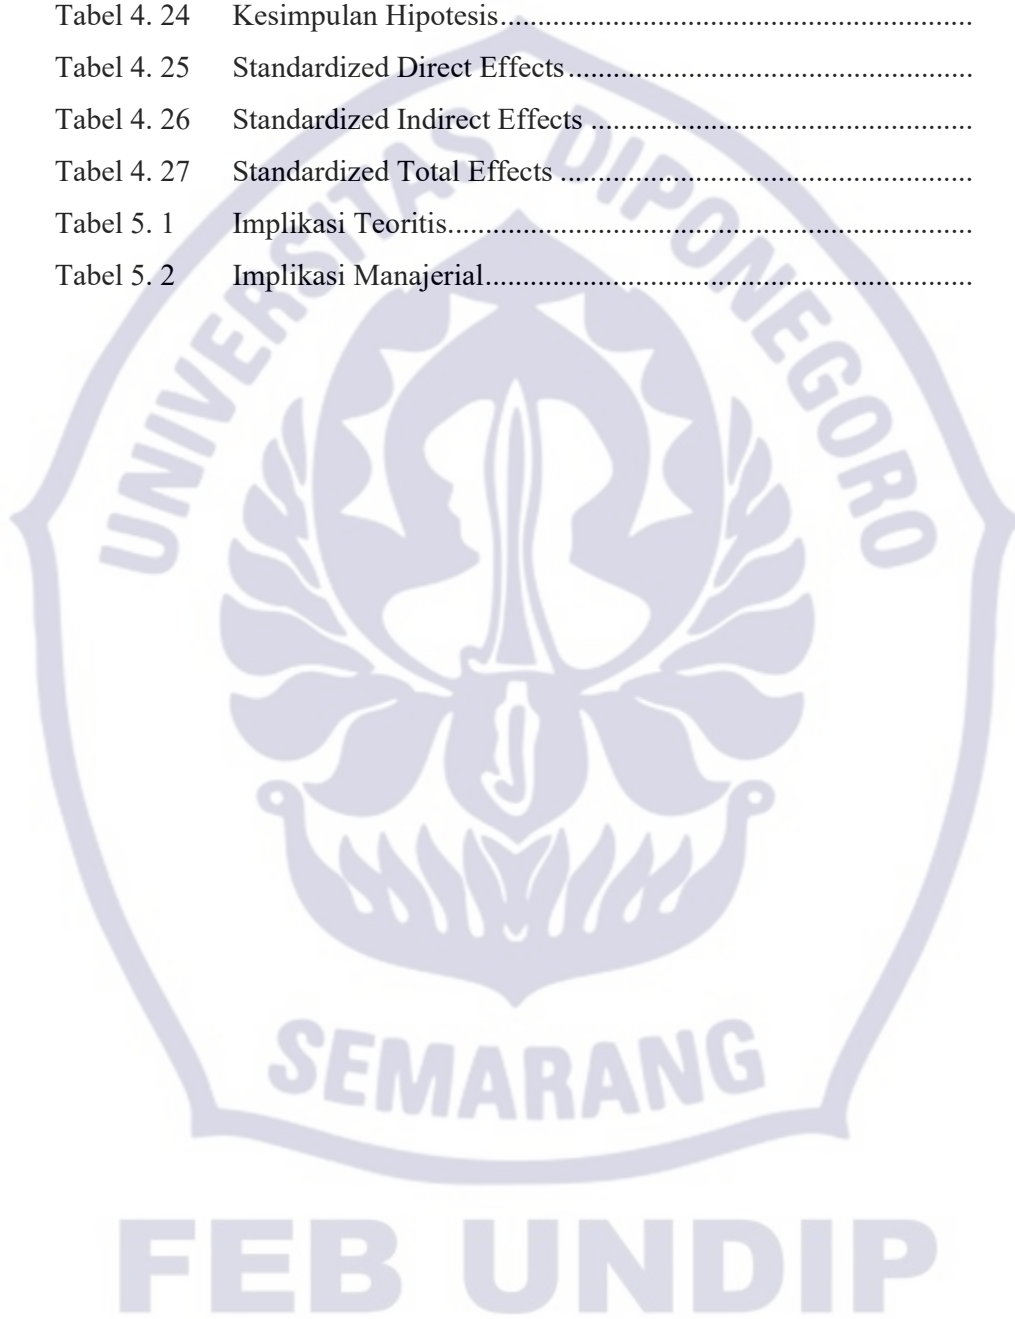 Tabel 4. 24 Kesimpulan Hipotesis...............................................................
Tabel 4. 25 Standardized Direct Effects......................................................
Tabel 4. 26 Standardized Indirect Effects ...................................................
Tabel 4. 27 Standardized Total Effects .......................................................
Tabel 5. 1 Implikasi Teoritis......................................................................
Tabel 5. 2 Implikasi Manajerial.................................................................
UNIVERSITAS DIPONEGORO
SEMARANG
FEB UNDIP